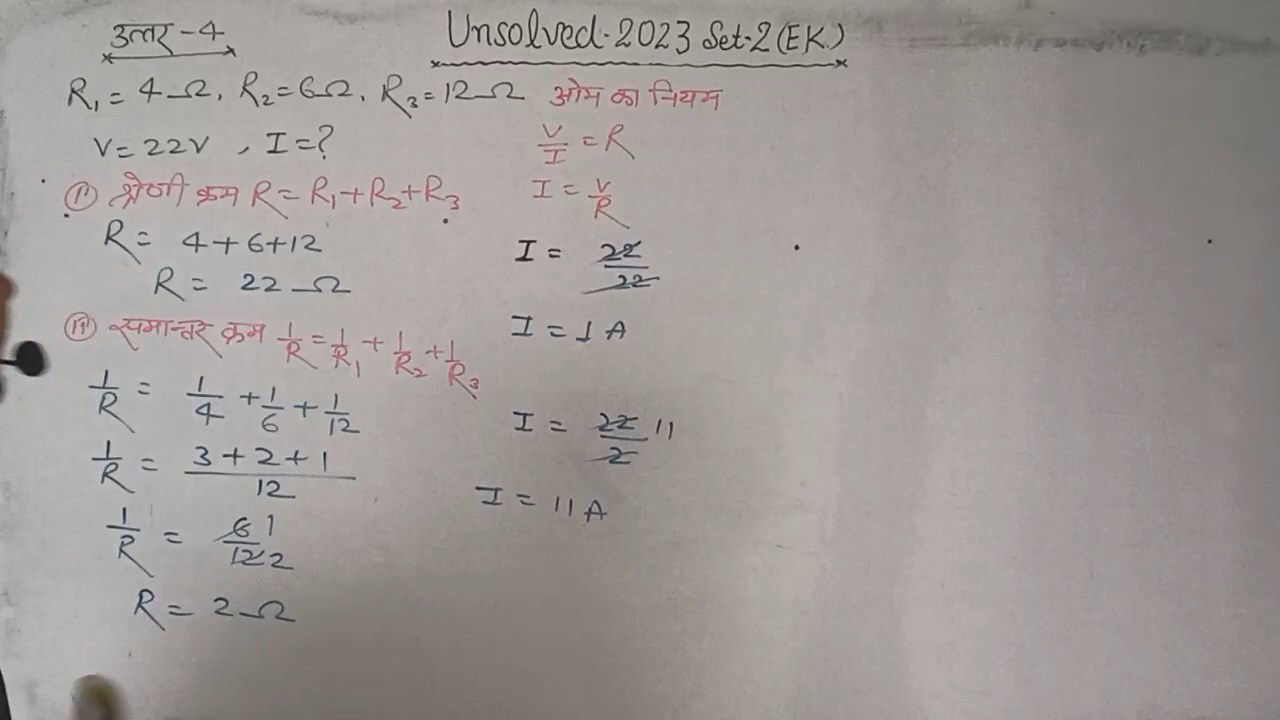 उत्तर-4
Unsolved-2023 Set-2 (EK)
R₁ = 4Ω, R₂ = 6Ω, R₃ = 12Ω
ओम का नियम
V = 22V , I = ?
V/I = R
(i) श्रेणी क्रम R = R₁ + R₂ + R₃
I = V/R
R = 4 + 6 + 12
I = 22/22
R = 22 Ω
I = 1 A
(ii) समान्तर क्रम 1/R = 1/R₁ + 1/R₂ + 1/R₃
1/R = 1/4 + 1/6 + 1/12
I = 22/2 11
1/R = 3 + 2 + 1/12
I = 11 A
1/R = 6 1/12 2
R = 2 Ω